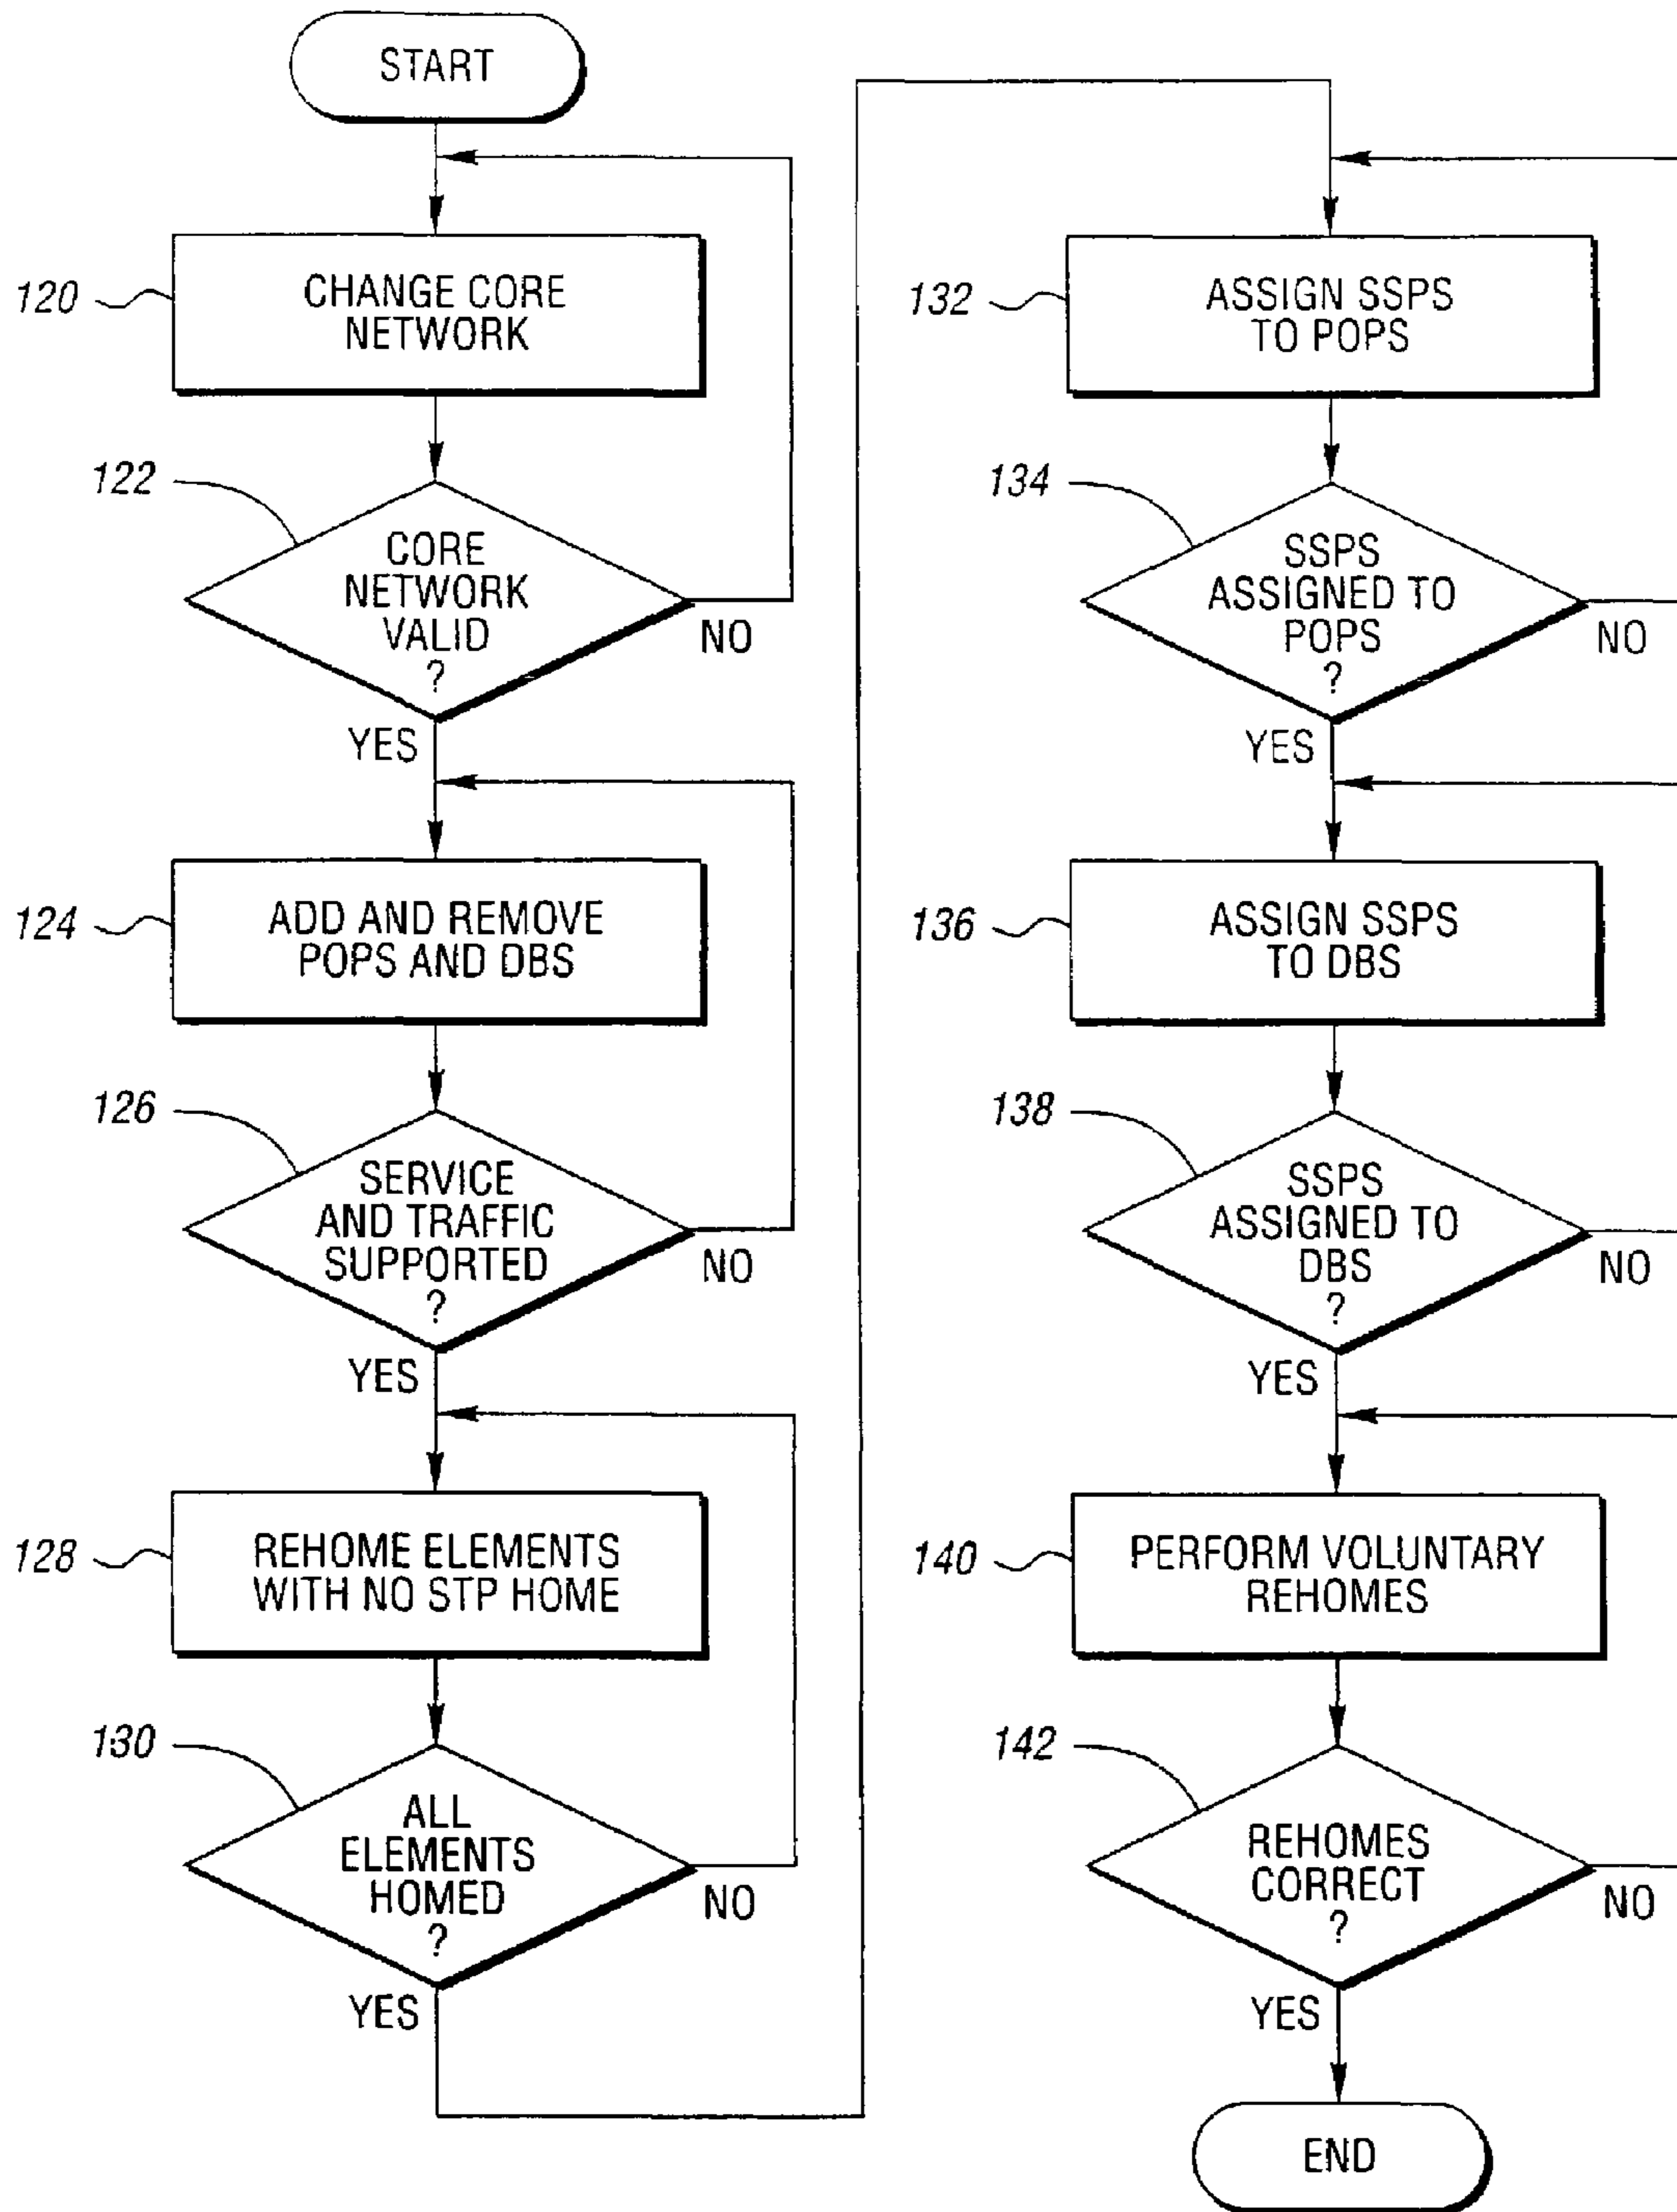 START
120
CHANGE CORE
NETWORK
122
CORE
NETWORK
VALID
?
NO
YES
124
ADD AND REMOVE
POPS AND DBS
126
SERVICE
AND TRAFFIC
SUPPORTED
?
NO
YES
128
REHOME ELEMENTS
WITH NO STP HOME
130
ALL
ELEMENTS
HOMED
?
NO
YES
132
ASSIGN SSPS
TO POPS
134
SSPS
ASSIGNED TO
POPS
?
NO
YES
136
ASSIGN SSPS
TO DBS
138
SSPS
ASSIGNED TO
DBS
?
NO
YES
140
PERFORM VOLUNTARY
REHOMES
142
REHOMES
CORRECT
?
NO
YES
END